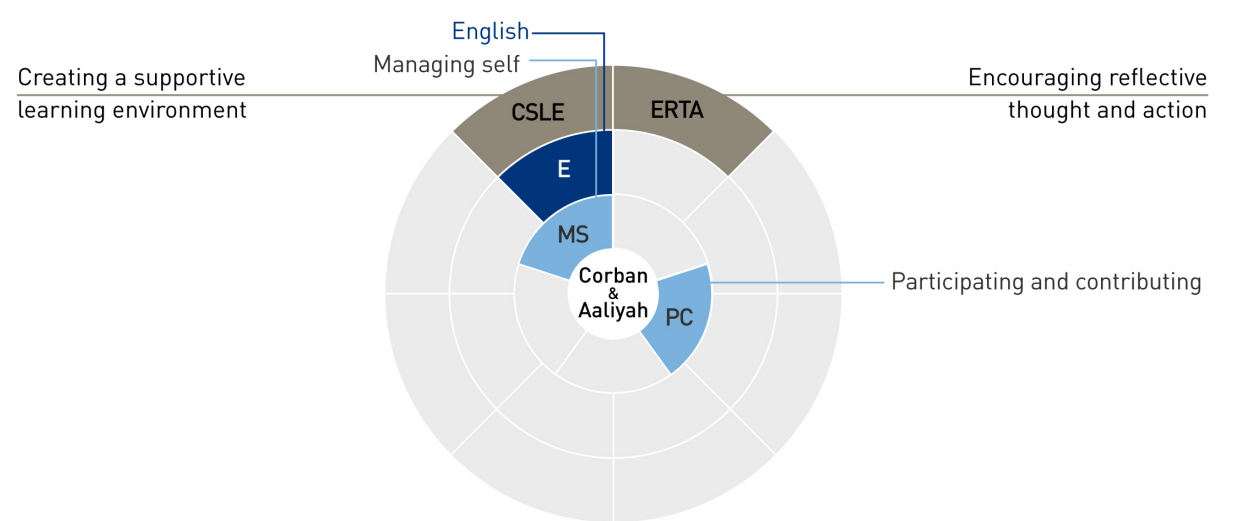 English
Managing self
Creating a supportive
learning environment
Encouraging reflective
thought and action
CSLE
ERTA
E
MS
Corban
&
Aaliyah
PC
Participating and contributing